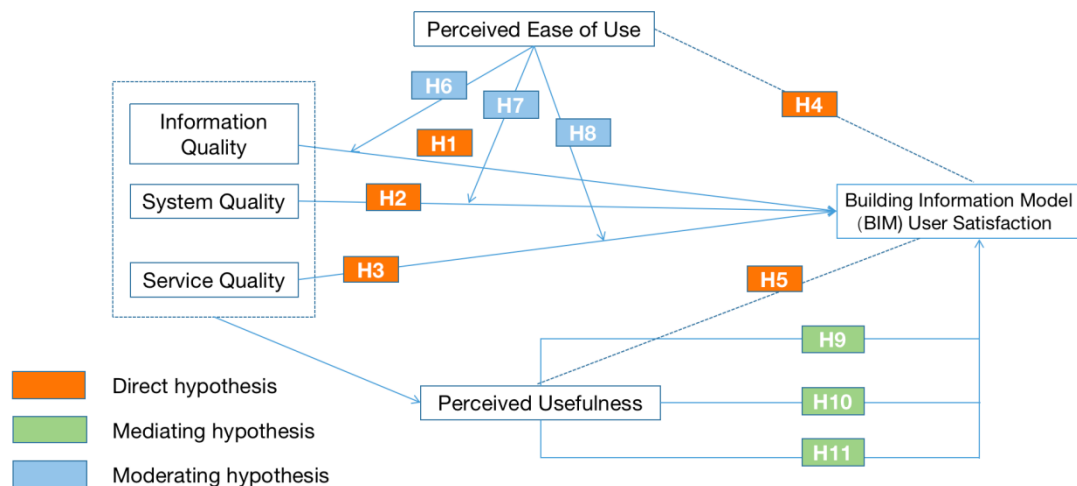 Perceived Ease of Use
H6
H7
H4
H8
Information
Quality
H1
System Quality
H2
Building Information Model
（BIM) User Satisfaction
Service Quality
H3
H5
H9
Direct hypothesis
Perceived Usefulness
H10
Mediating hypothesis
H11
Moderating hypothesis